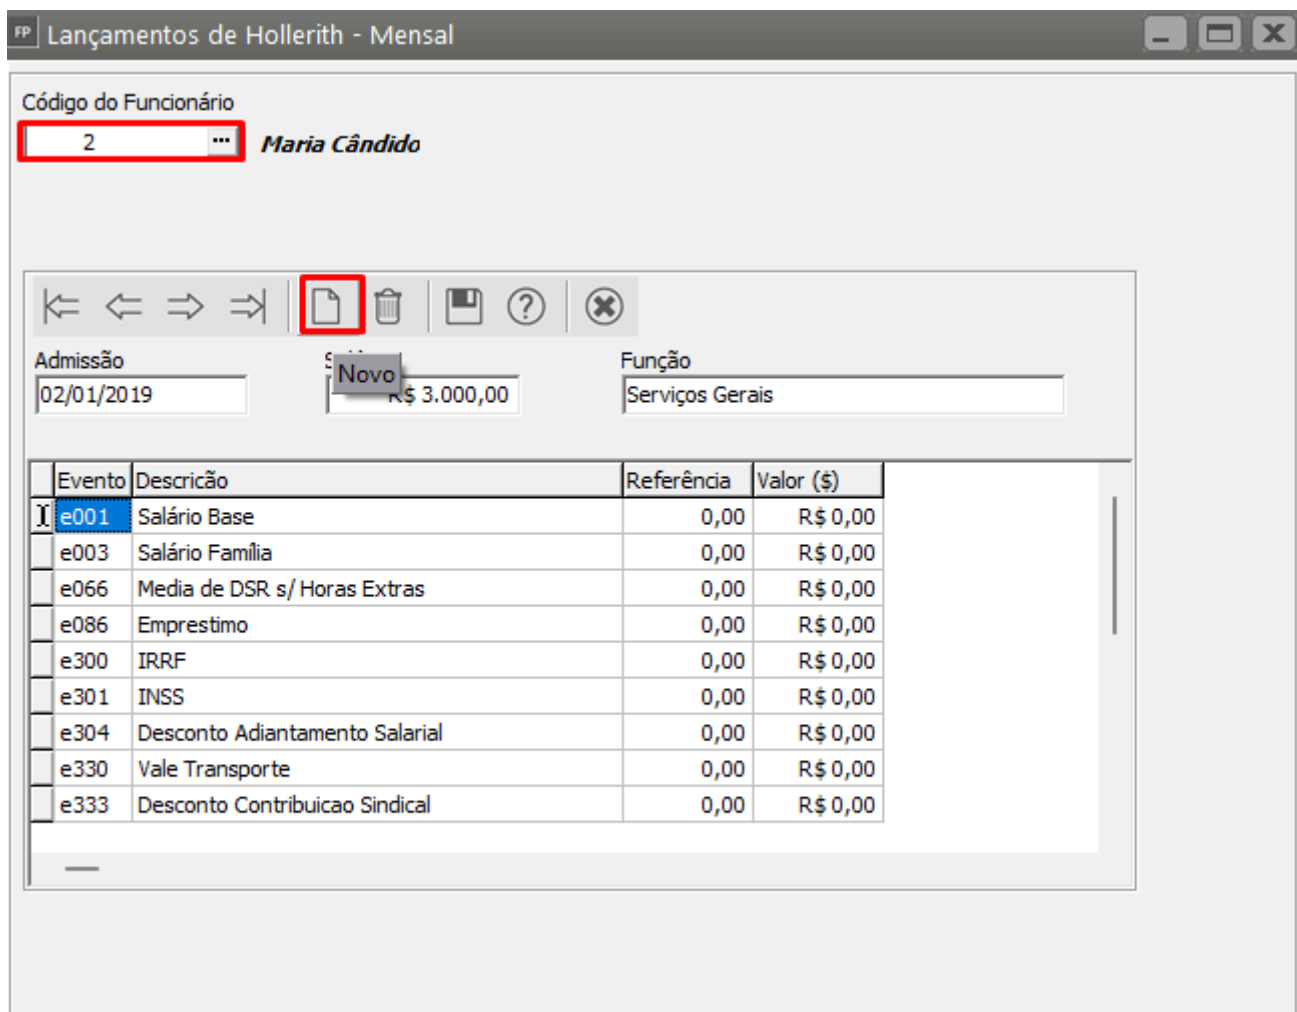 FP Lançamentos de Hollerith - Mensal
Código do Funcionário
2 ... Maria Cândido
Admissão Função
Novo
02/01/2019 R$ 3.000,00 Serviços Gerais
Evento Descricão Referência Valor ($)
e001 Salário Base 0,00 R$ 0,00
e003 Salário Família 0,00 R$ 0,00
e066 Media de DSR s/ Horas Extras 0,00 R$ 0,00
e086 Emprestimo 0,00 R$ 0,00
e300 IRRF 0,00 R$ 0,00
e301 INSS 0,00 R$ 0,00
e304 Desconto Adiantamento Salarial 0,00 R$ 0,00
e330 Vale Transporte 0,00 R$ 0,00
e333 Desconto Contribuicao Sindical 0,00 R$ 0,00